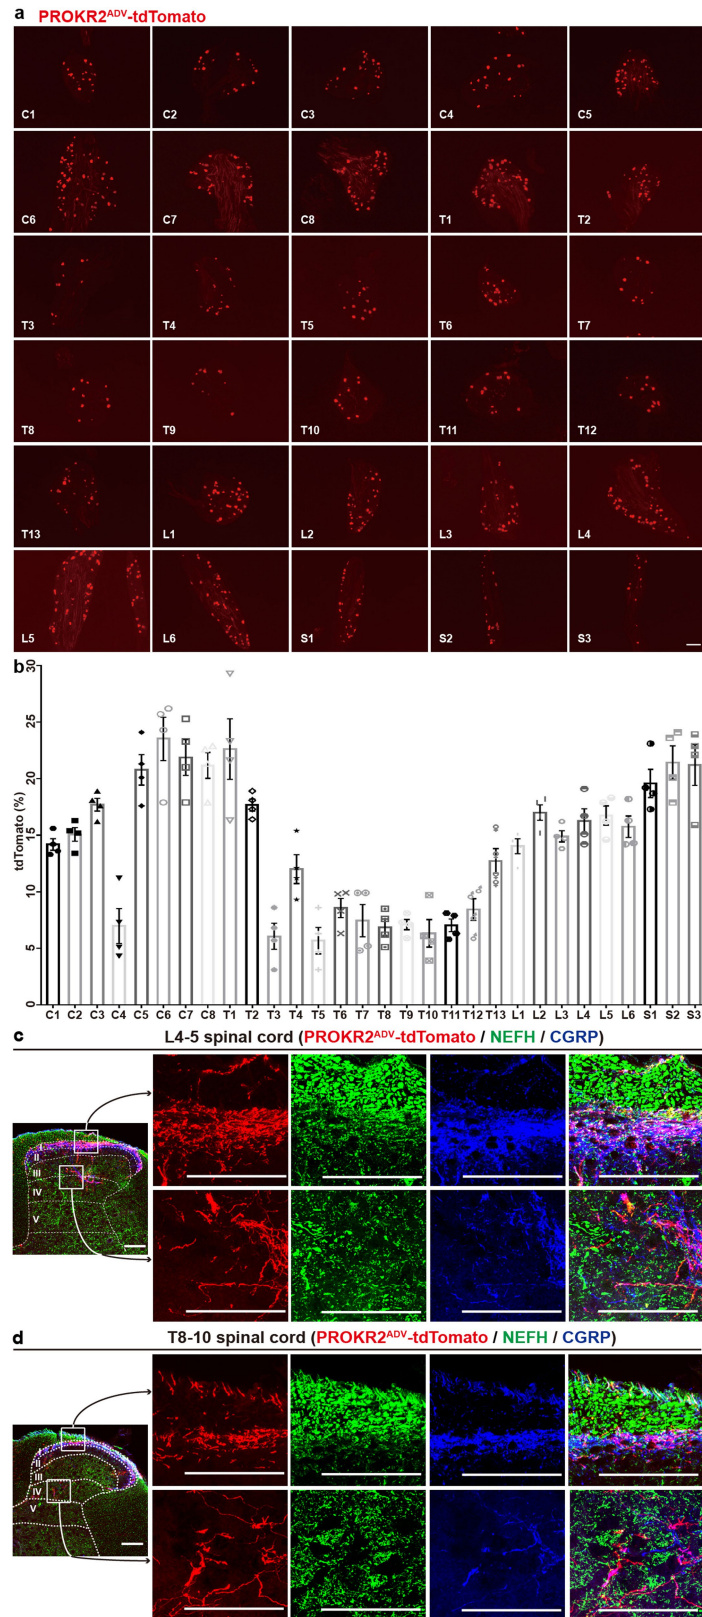 a PROKR2ᴬᴰⱽ-tdTomato
C1 C2 C3 C4 C5
C6 C7 C8 T1 T2
T3 T4 T5 T6 T7
T8 T9 T10 T11 T12
T13 L1 L2 L3 L4
L5 L6 S1 S2 S3
b
tdTomato (%)
30
25
20
15
10
5
0
C1 C2 C3 C4 C5 C6 C7 C8 T1 T2 T3 T4 T5 T6 T7 T8 T9 T10 T11 T12 T13 L1 L2 L3 L4 L5 L6 S1 S2 S3
c L4-5 spinal cord (PROKR2ᴬᴰⱽ-tdTomato / NEFH / CGRP)
I
II
III
IV
V
d T8-10 spinal cord (PROKR2ᴬᴰⱽ-tdTomato / NEFH / CGRP)
I
II
III
IV
V